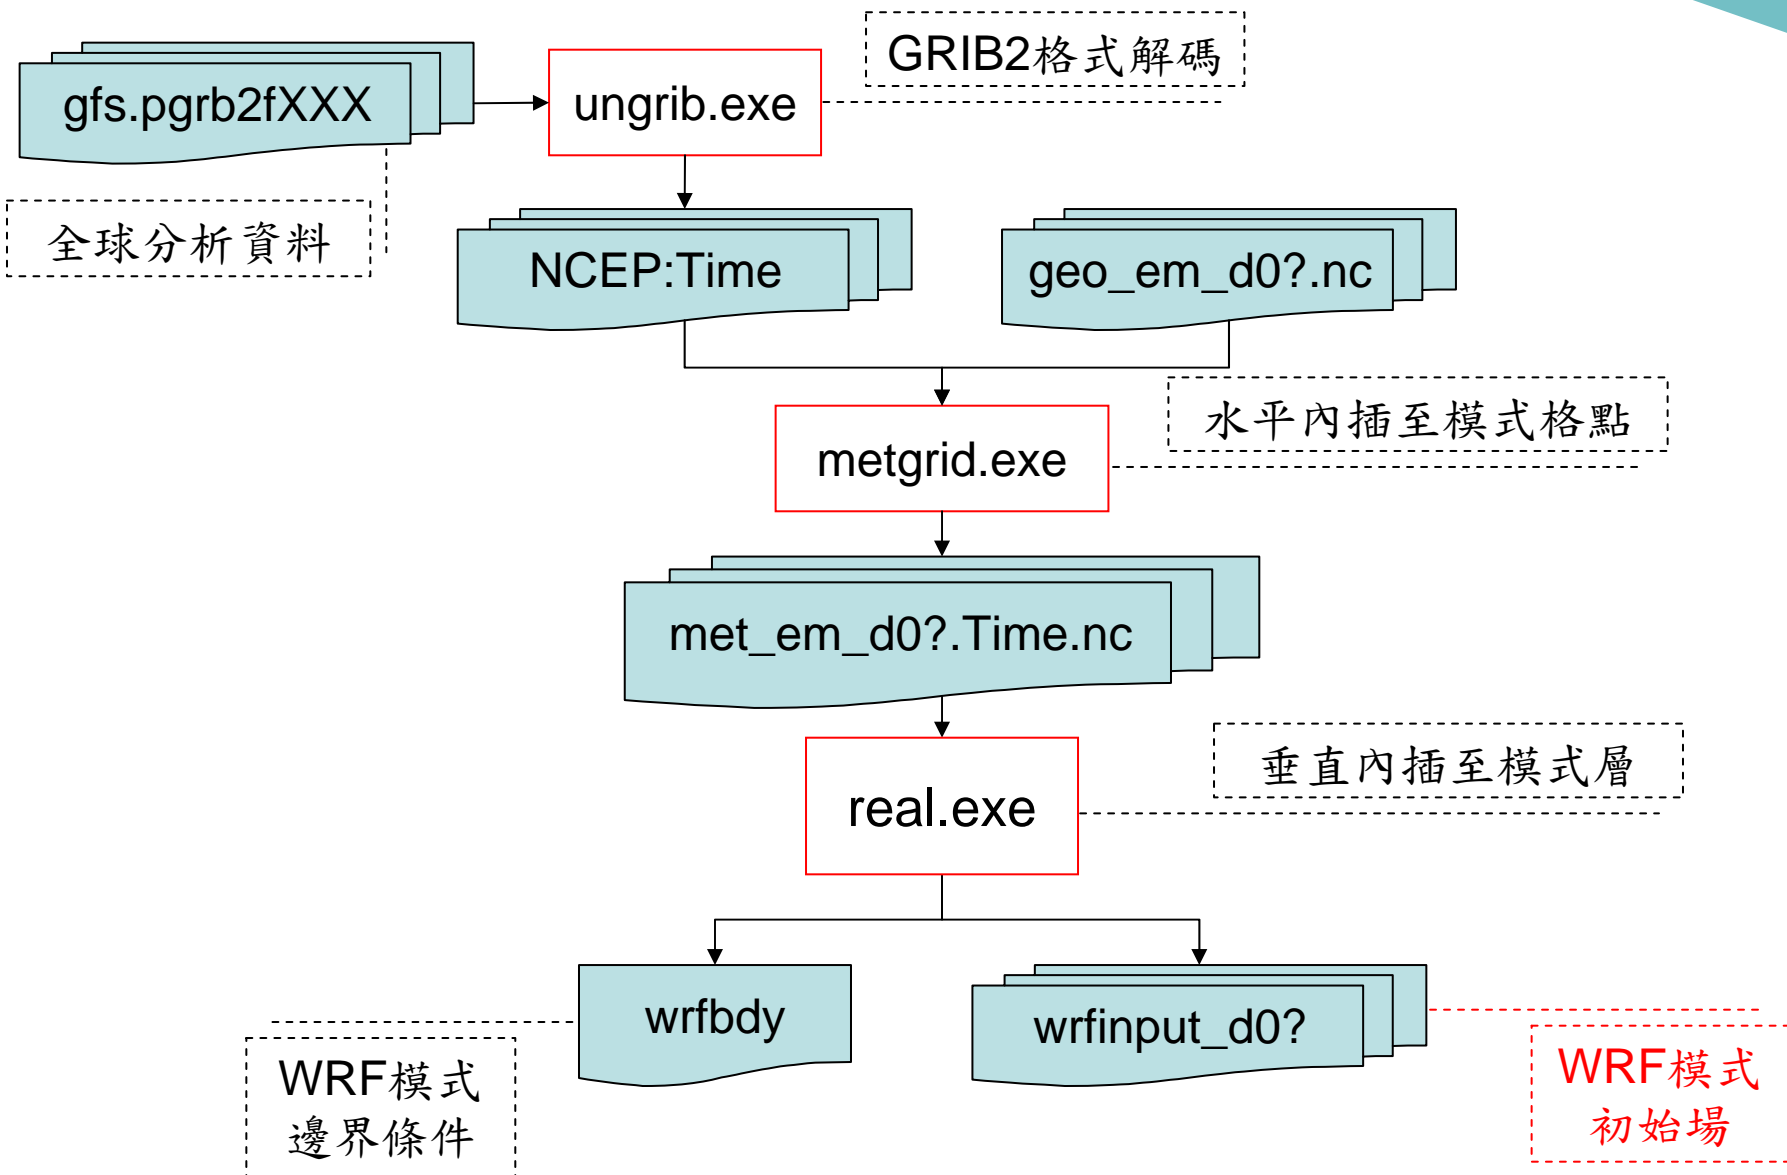 gfs.pgrb2fXXX
ungrib.exe
GRIB2格式解碼
全球分析資料
NCEP:Time
geo_em_d0?.nc
水平內插至模式格點
metgrid.exe
met_em_d0?.Time.nc
垂直內插至模式層
real.exe
wrfbdy
wrfinput_d0?
WRF模式
邊界條件
WRF模式
初始場